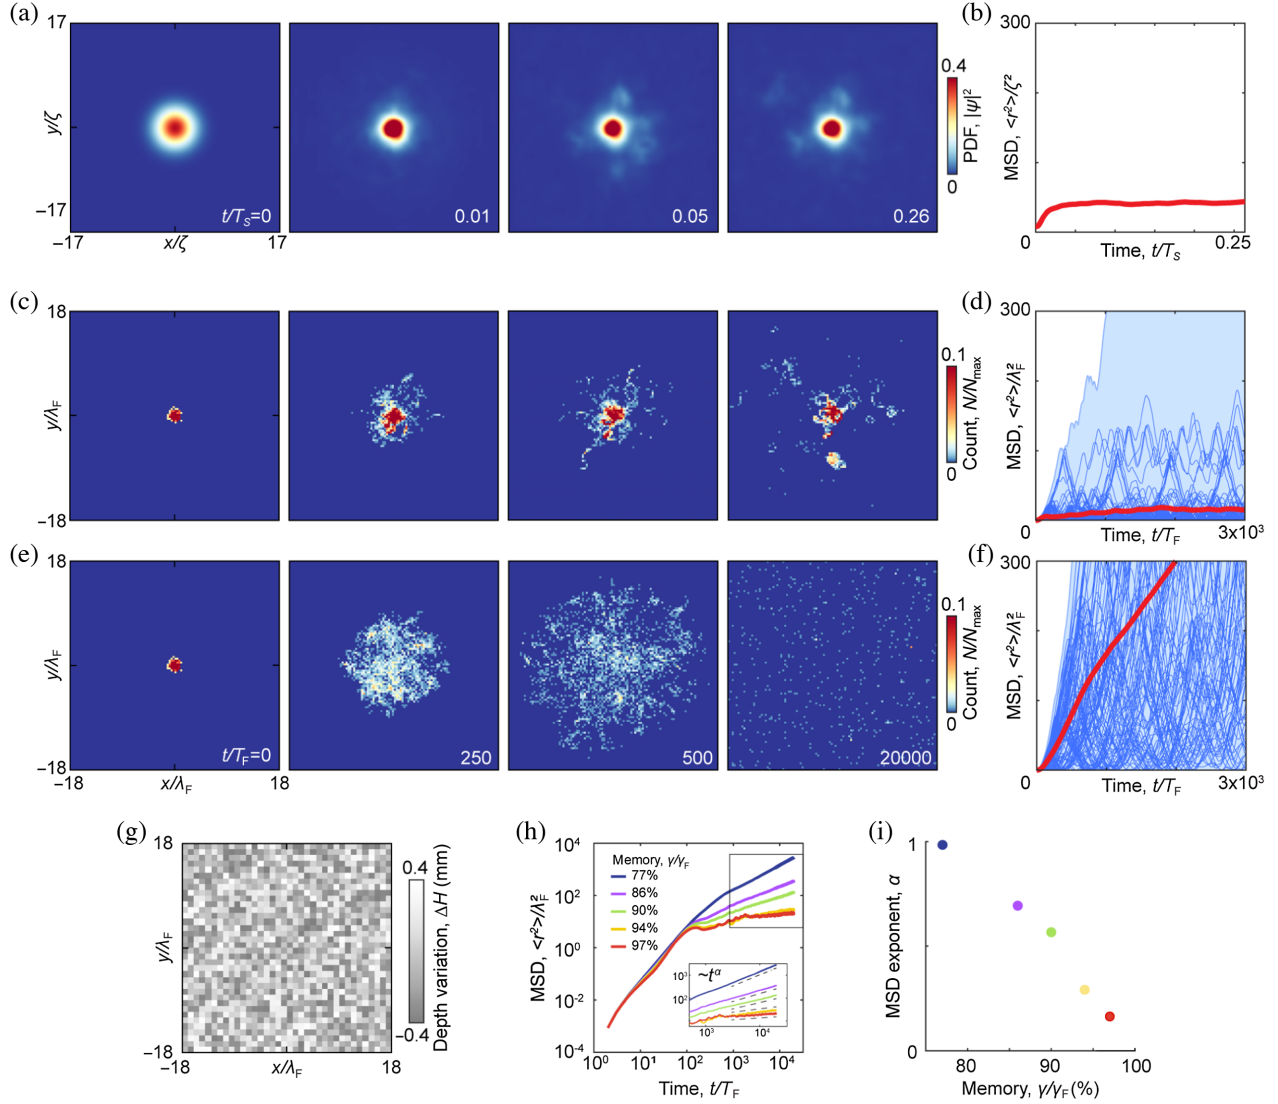 (a)
17
y/ζ
−17
−17
x/ζ
17
t/T_S=0
0.01
0.05
0.26
0.4
PDF, |ψ|²
0
(b)
300
MSD, <r²>/ζ²
0
Time, t/T_S
0.25
(c)
18
y/λ_F
−18
0.1
Count, N/N_max
0
(d)
300
MSD, <r²>/λ_F²
0
Time, t/T_F
3x10³
(e)
18
y/λ_F
−18
−18
x/λ_F
18
t/T_F=0
250
500
20000
0.1
Count, N/N_max
0
(f)
300
MSD, <r²>/λ_F²
0
Time, t/T_F
3x10³
(g)
18
y/λ_F
−18
−18
x/λ_F
18
0.4
Depth variation, ΔH (mm)
−0.4
(h)
10⁴
10²
10⁰
10⁻²
10⁻⁴
MSD, <r²>/λ_F²
Memory, γ/γ_F
77%
86%
90%
94%
97%
~t^α
10³
10²
10³
10⁴
10⁰
10¹
10²
10³
10⁴
Time, t/T_F
(i)
1
MSD exponent, α
0
80
90
100
Memory, γ/γ_F (%)